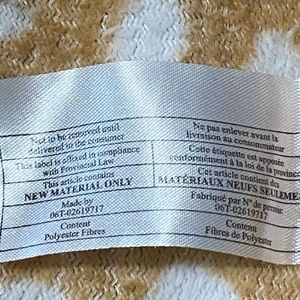 Not to be removed until
delivered to the consumer
This label is affixed in compliance
with Provincial Law.
This article contains
NEW MATERIAL ONLY
Made by
06T-02619717
Content
Polyester Fibres
Ne pas enlever avant la
livraison au consommateur
Cette étiquette est apposée
conformément à la loi de la province
Cet article contient des
MATÉRIAUX NEUFS SEULEME
Fabriqué par N° de permis:
06T-02619717
Content
Fibres de Polyester